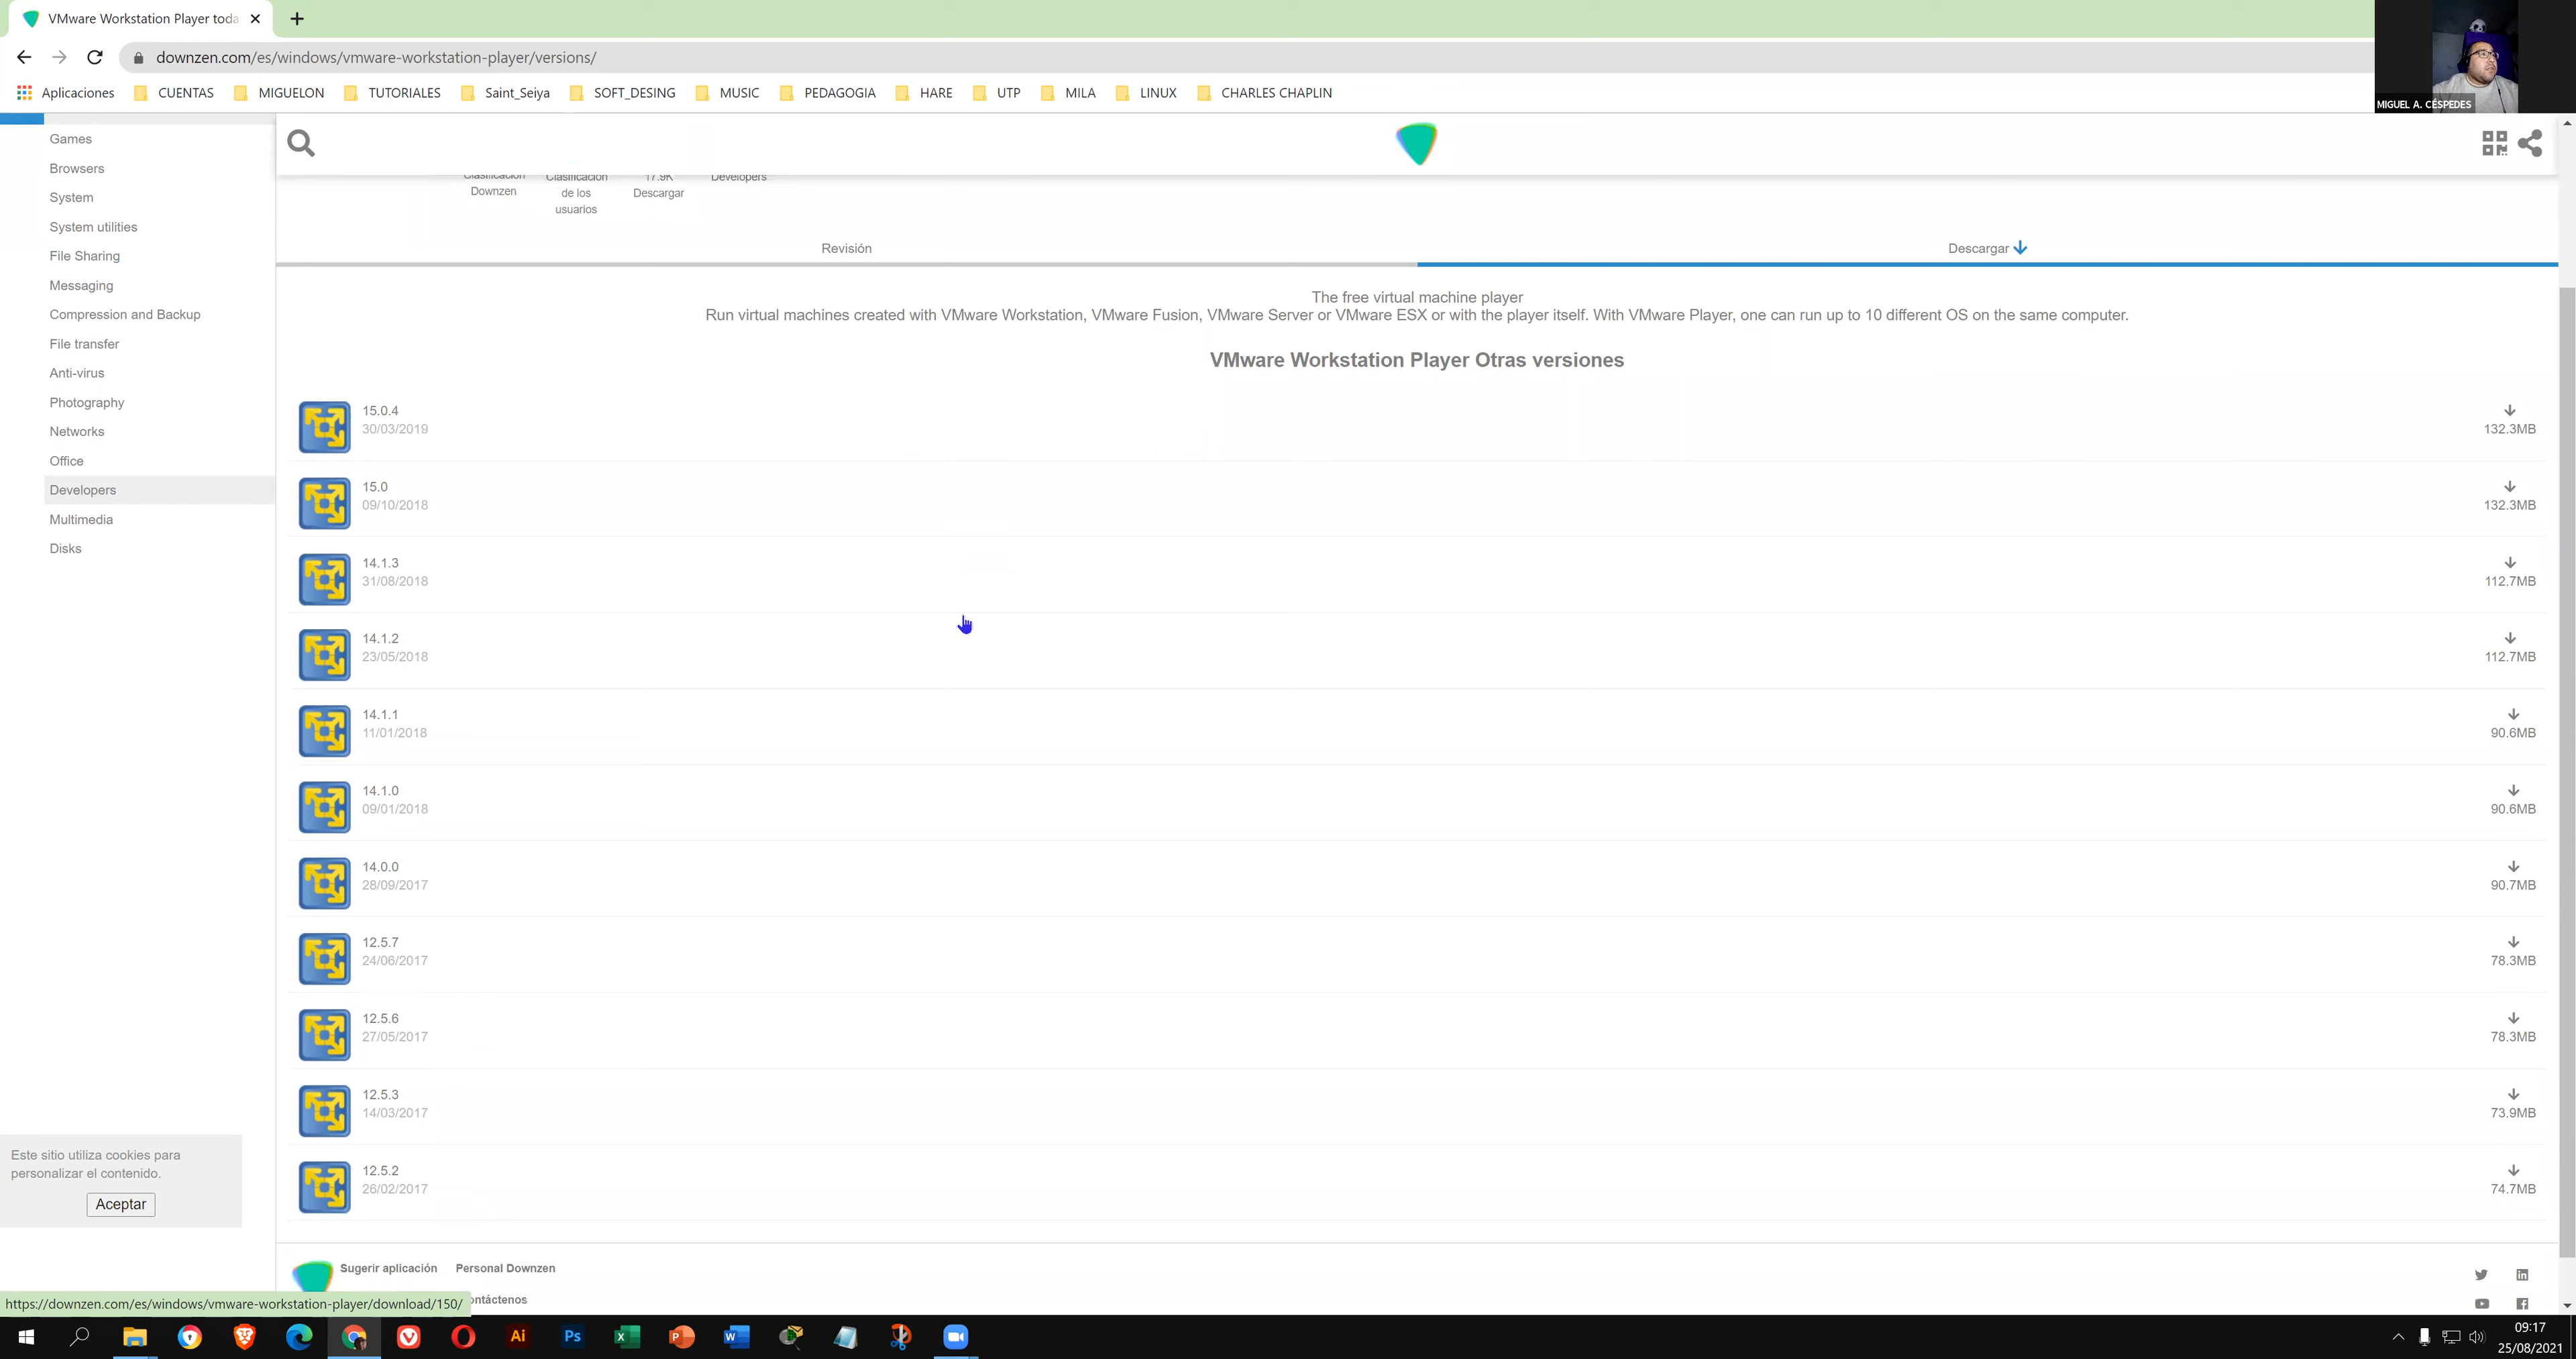 VMware Workstation Player toda
downzen.com/es/windows/vmware-workstation-player/versions/
Aplicaciones CUENTAS MIGUELON TUTORIALES Saint_Seiya SOFT_DESING MUSIC PEDAGOGIA HARE UTP MILA LINUX CHARLES CHAPLIN
MIGUEL A. CÉSPEDES
Games
Browsers
System
System utilities
File Sharing
Messaging
Compression and Backup
File transfer
Anti-virus
Photography
Networks
Office
Developers
Multimedia
Disks
Clasificación
Downzen
Clasificación
de los
usuarios
17.9K
Descargar
Developers
Revisión
Descargar
The free virtual machine player
Run virtual machines created with VMware Workstation, VMware Fusion, VMware Server or VMware ESX or with the player itself. With VMware Player, one can run up to 10 different OS on the same computer.
VMware Workstation Player Otras versiones
15.0.4
30/03/2019
132.3MB
15.0
09/10/2018
132.3MB
14.1.3
31/08/2018
112.7MB
14.1.2
23/05/2018
112.7MB
14.1.1
11/01/2018
90.6MB
14.1.0
09/01/2018
90.6MB
14.0.0
28/09/2017
90.7MB
12.5.7
24/06/2017
78.3MB
12.5.6
27/05/2017
78.3MB
12.5.3
14/03/2017
73.9MB
12.5.2
26/02/2017
74.7MB
Este sitio utiliza cookies para
personalizar el contenido.
Aceptar
Sugerir aplicación Personal Downzen
ontáctenos
https://downzen.com/es/windows/vmware-workstation-player/download/150/
Ai Ps
09:17
25/08/2021